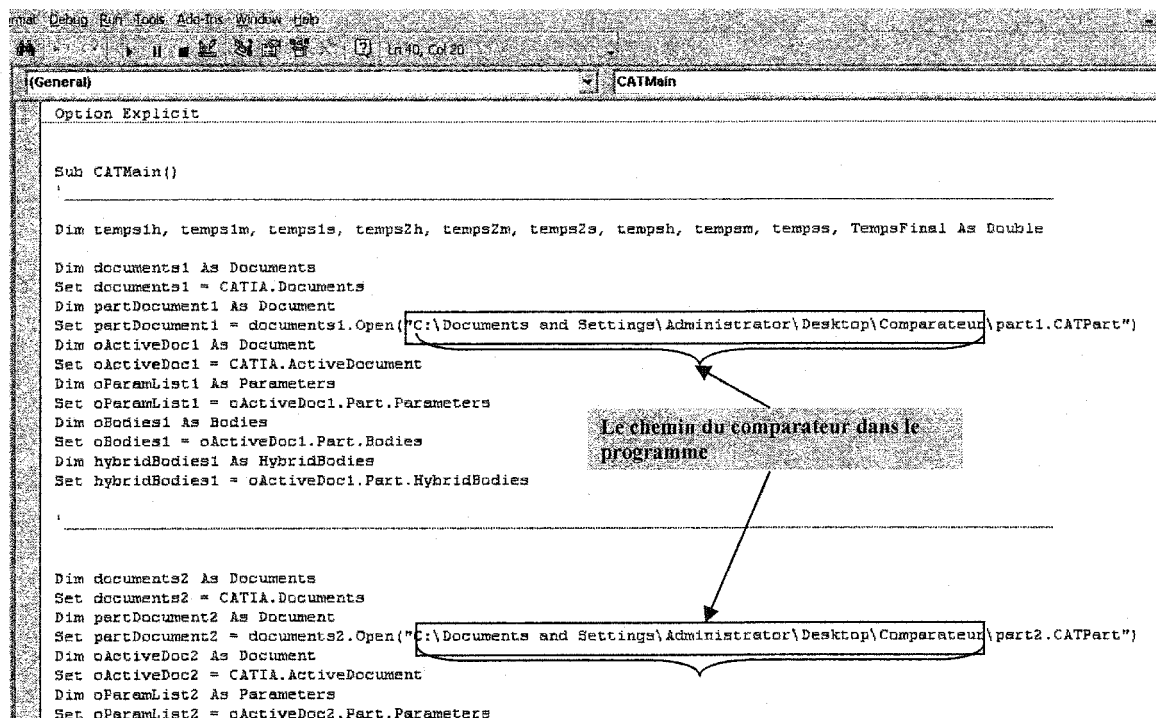 rmat Debug Run Tools Add-Ins Window Help
Ln 40, Col 20
(General) CATMain
Option Explicit
Sub CATMain()
'
Dim temps1h, temps1m, temps1s, temps2h, temps2m, temps2s, tempsh, tempsm, tempss, TempsFinal As Double
Dim documents1 As Documents
Set documents1 = CATIA.Documents
Dim partDocument1 As Document
Set partDocument1 = documents1.Open("C:\Documents and Settings\Administrator\Desktop\Comparateur\part1.CATPart")
Dim oActiveDoc1 As Document
Set oActiveDoc1 = CATIA.ActiveDocument
Dim oParamList1 As Parameters
Set oParamList1 = oActiveDoc1.Part.Parameters
Dim oBodies1 As Bodies
Set oBodies1 = oActiveDoc1.Part.Bodies
Dim hybridBodies1 As HybridBodies
Set hybridBodies1 = oActiveDoc1.Part.HybridBodies
Le chemin du comparateur dans le
programme
'
Dim documents2 As Documents
Set documents2 = CATIA.Documents
Dim partDocument2 As Document
Set partDocument2 = documents2.Open("C:\Documents and Settings\Administrator\Desktop\Comparateur\part2.CATPart")
Dim oActiveDoc2 As Document
Set oActiveDoc2 = CATIA.ActiveDocument
Dim oParamList2 As Parameters
Set oParamList2 = oActiveDoc2.Part.Parameters